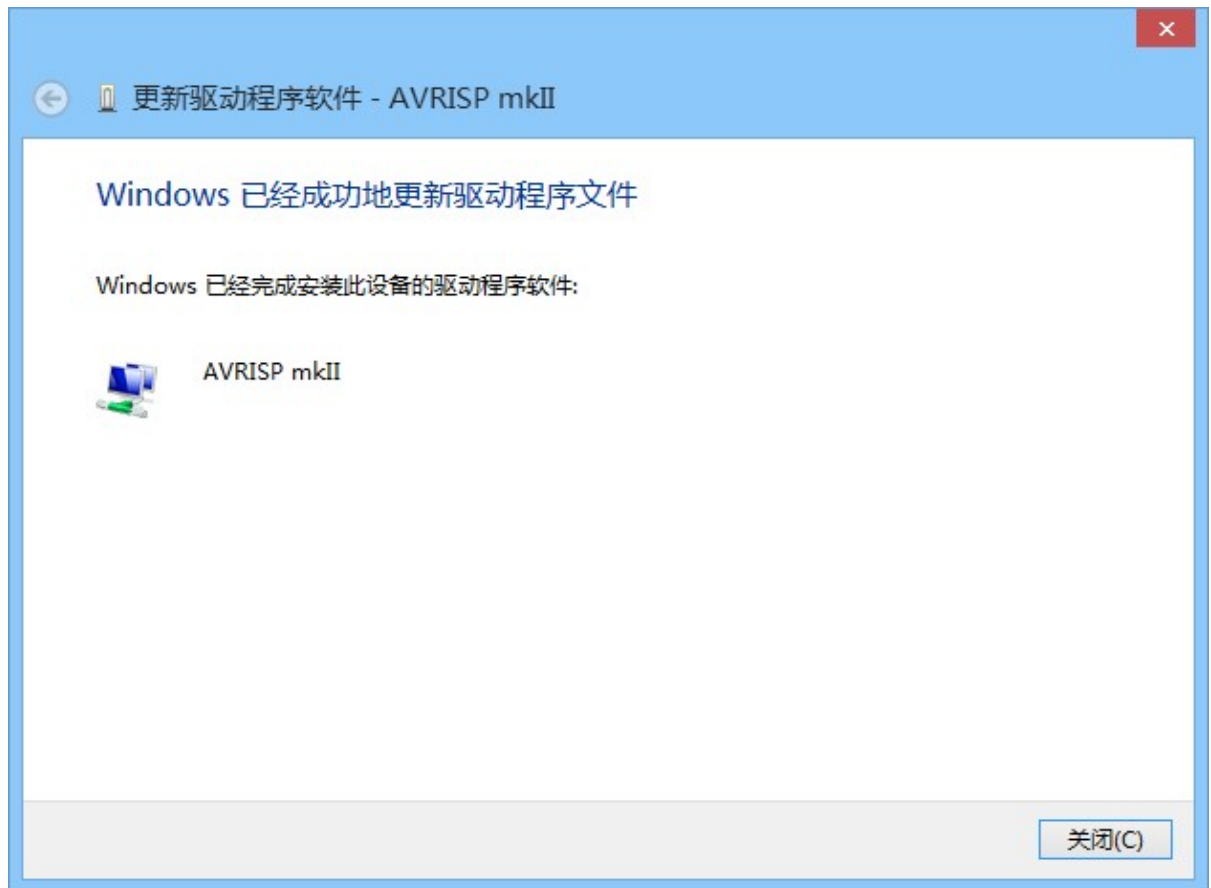 更新驱动程序软件 - AVRISP mkII
Windows 已经成功地更新驱动程序文件
Windows 已经完成安装此设备的驱动程序软件:
AVRISP mkII
关闭(C)